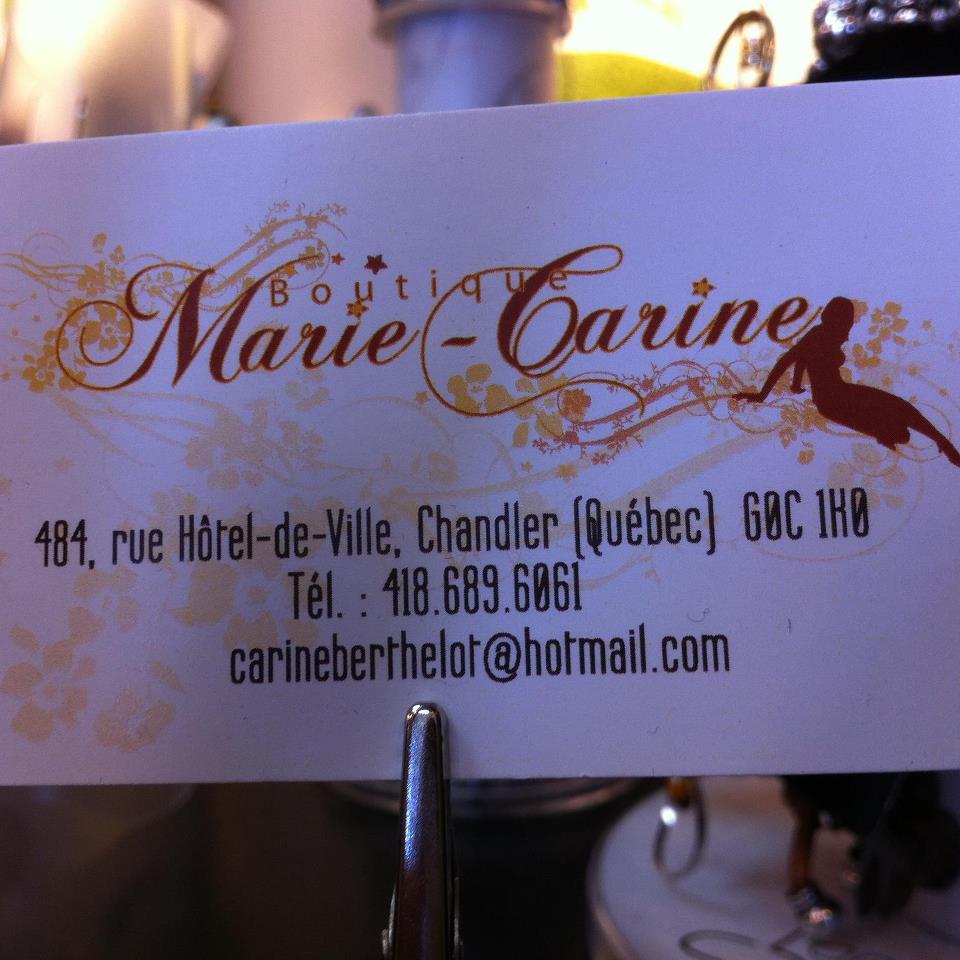 Boutique
Marie-Carine
484, rue Hôtel-de-Ville, Chandler (Québec) G0C 1K0
Tél. : 418.689.6061
carineberthelot@hotmail.com